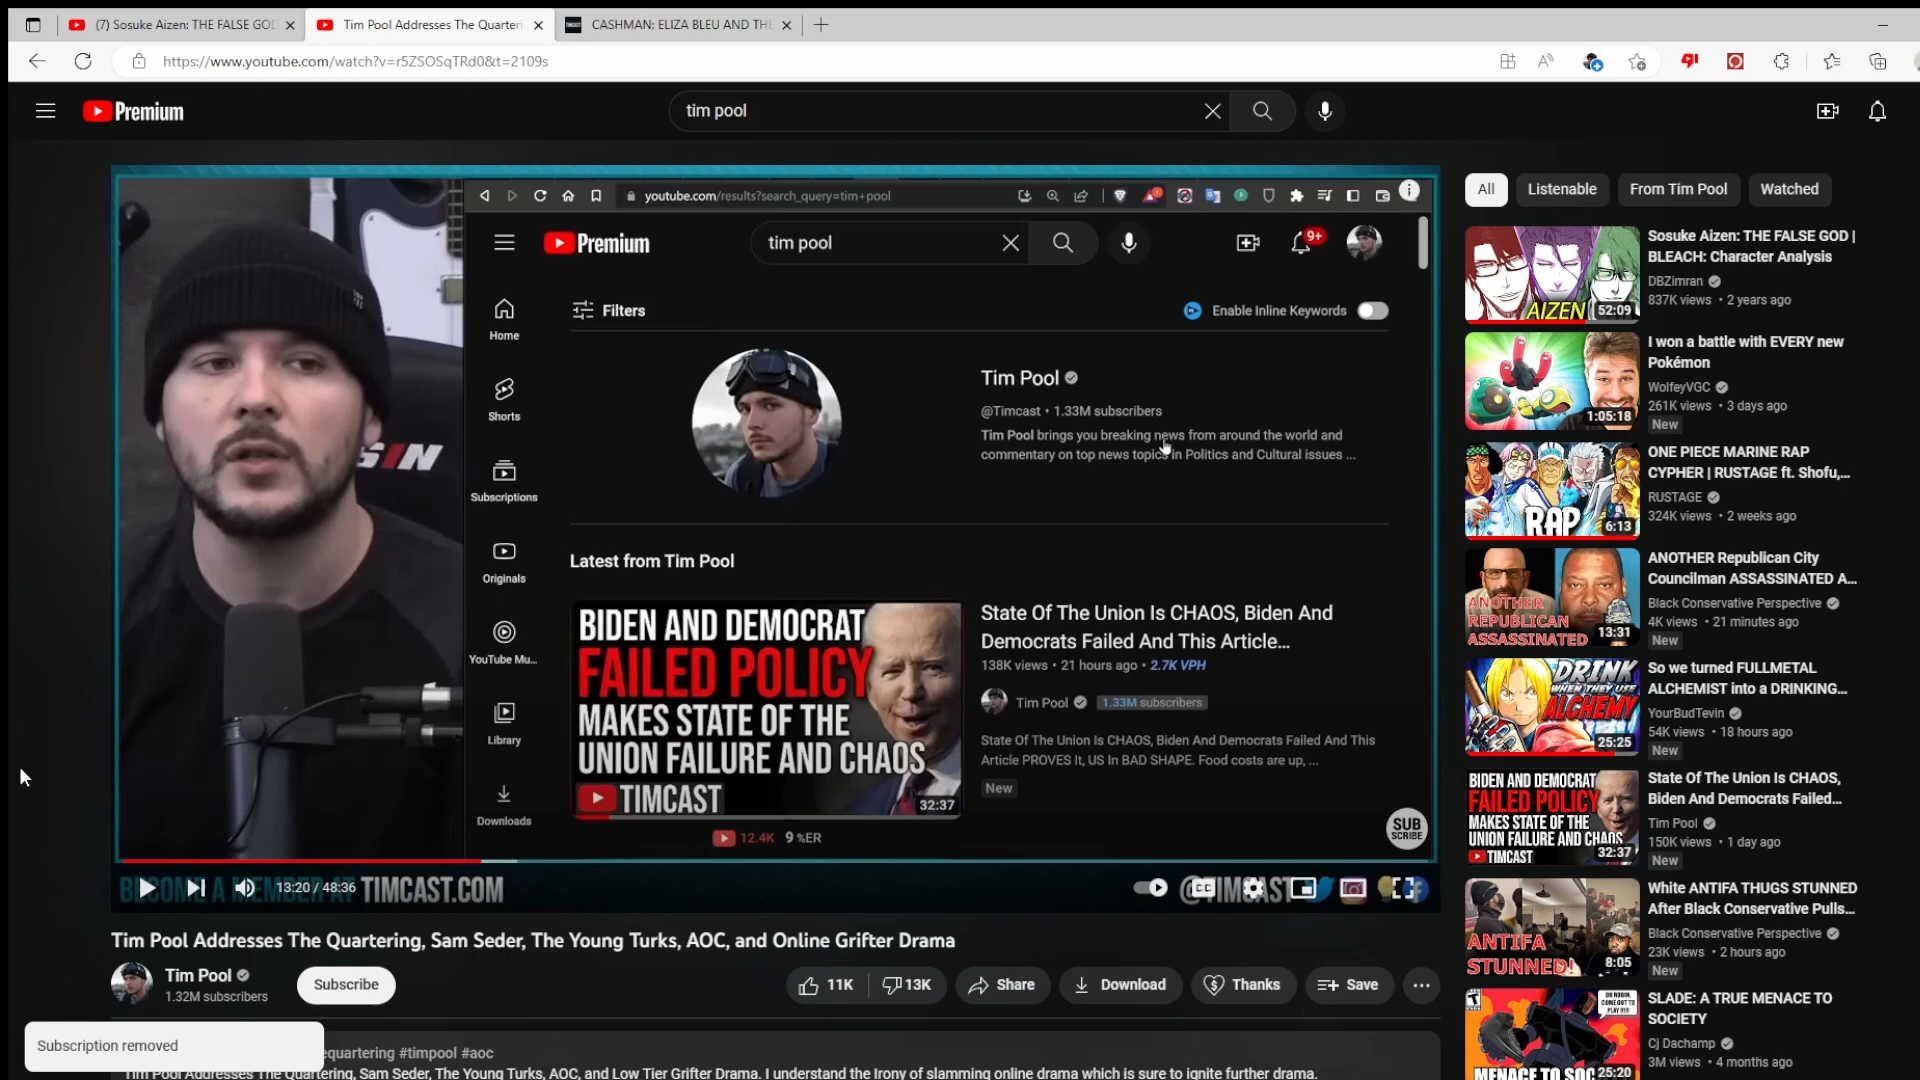 (7) Sosuke Aizen: THE FALSE GOD
Tim Pool Addresses The Quarter
CASHMAN: ELIZA BLEU AND THE
https://www.youtube.com/watch?v=r5ZSOSqTRd0&t=2109s
Premium
tim pool
youtube.com/results?search_query=tim+pool
Premium
tim pool
9+
Filters
Enable Inline Keywords
Home
Shorts
Subscriptions
Originals
YouTube Mu...
Library
Downloads
Tim Pool
@Timcast • 1.33M subscribers
Tim Pool brings you breaking news from around the world and
commentary on top news topics in Politics and Cultural issues ...
Latest from Tim Pool
BIDEN AND DEMOCRAT
FAILED POLICY
MAKES STATE OF THE
UNION FAILURE AND CHAOS
TIMCAST
32:37
12.4K 9 %ER
State Of The Union Is CHAOS, Biden And
Democrats Failed And This Article...
138K views • 21 hours ago • 2.7K VPH
Tim Pool 1.33M subscribers
State Of The Union Is CHAOS, Biden And Democrats Failed And This
Article PROVES It, US In BAD SHAPE. Food costs are up, ...
New
SUB
SCRIBE
BECOME A MEMBER AT TIMCAST.COM
13:20 / 48:36
@TIMCAST
Tim Pool Addresses The Quartering, Sam Seder, The Young Turks, AOC, and Online Grifter Drama
Tim Pool
1.32M subscribers
Subscribe
11K
13K
Share
Download
Thanks
Save
Subscription removed
equartering #timpool #aoc
Tim Pool Addresses The Quartering, Sam Seder, The Young Turks, AOC, and Low Tier Grifter Drama. I understand the Irony of slamming online drama which is sure to ignite further drama.
All
Listenable
From Tim Pool
Watched
AIZEN
52:09
Sosuke Aizen: THE FALSE GOD |
BLEACH: Character Analysis
DBZimran
837K views • 2 years ago
1:05:18
I won a battle with EVERY new
Pokémon
WolfeyVGC
261K views • 3 days ago
New
RAP
6:13
ONE PIECE MARINE RAP
CYPHER | RUSTAGE ft. Shofu,...
RUSTAGE
324K views • 2 weeks ago
ANOTHER
REPUBLICAN
ASSASSINATED
13:31
ANOTHER Republican City
Councilman ASSASSINATED A...
Black Conservative Perspective
4K views • 21 minutes ago
New
DRINK
WHEN THEY USE
ALCHEMY
25:25
So we turned FULLMETAL
ALCHEMIST into a DRINKING...
YourBudTevin
54K views • 18 hours ago
New
BIDEN AND DEMOCRAT
FAILED POLICY
MAKES STATE OF THE
UNION FAILURE AND CHAOS
TIMCAST
32:37
State Of The Union Is CHAOS,
Biden And Democrats Failed...
Tim Pool
150K views • 1 day ago
New
ANTIFA
STUNNED!
8:05
White ANTIFA THUGS STUNNED
After Black Conservative Pulls...
Black Conservative Perspective
23K views • 2 hours ago
New
OH ROBIN,
COME OUT TO
PLAY !!!!
MENACE TO SOC
25:20
SLADE: A TRUE MENACE TO
SOCIETY
Cj Dachamp
3M views • 4 months ago